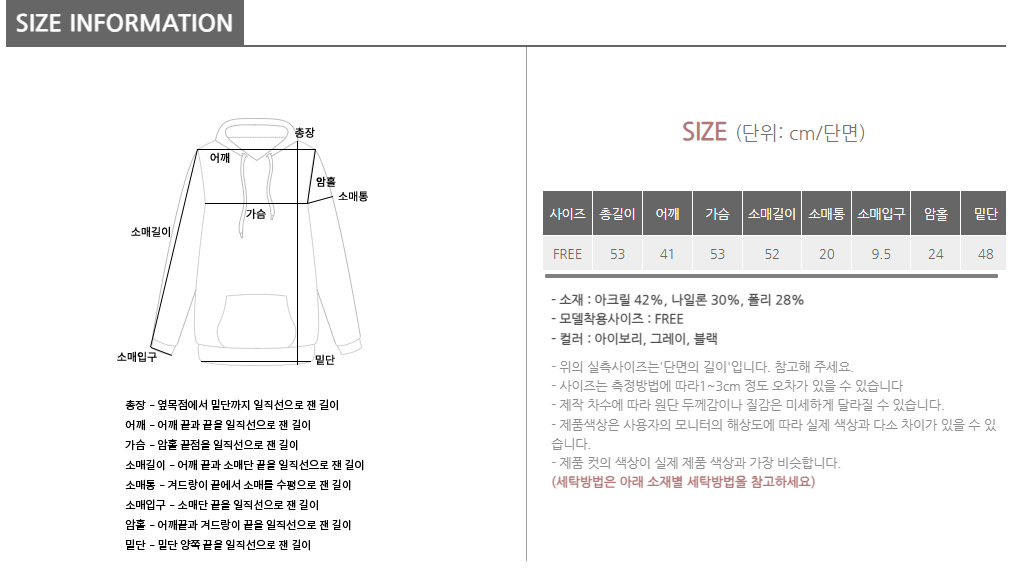 SIZE INFORMATION
총장
어깨
암홀
소매통
가슴
소매길이
소매입구
밑단
총장 - 옆목점에서 밑단까지 일직선으로 잰 길이
어깨 - 어깨 끝과 끝을 일직선으로 잰 길이
가슴 - 암홀 끝점을 일직선으로 잰 길이
소매길이 - 어깨 끝과 소매단 끝을 일직선으로 잰 길이
소매통 - 겨드랑이 끝에서 소매를 수평으로 잰 길이
소매입구 - 소매단 끝을 일직선으로 잰 길이
암홀 - 어깨끝과 겨드랑이 끝을 일직선으로 잰 길이
밑단 - 밑단 양쪽 끝을 일직선으로 잰 길이
SIZE (단위: cm/단면)
사이즈 총길이 어깨 가슴 소매길이 소매통 소매입구 암홀 밑단
FREE 53 41 53 52 20 9.5 24 48
- 소재 : 아크릴 42%, 나일론 30%, 폴리 28%
- 모델착용사이즈 : FREE
- 컬러 : 아이보리, 그레이, 블랙
- 위의 실측사이즈는'단면의 길이'입니다. 참고해 주세요.
- 사이즈는 측정방법에 따라1~3cm 정도 오차가 있을 수 있습니다
- 제작 차수에 따라 원단 두께감이나 질감은 미세하게 달라질 수 있습니다.
- 제품색상은 사용자의 모니터의 해상도에 따라 실제 색상과 다소 차이가 있을 수 있
습니다.
- 제품 컷의 색상이 실제 제품 색상과 가장 비슷합니다.
(세탁방법은 아래 소재별 세탁방법을 참고하세요)